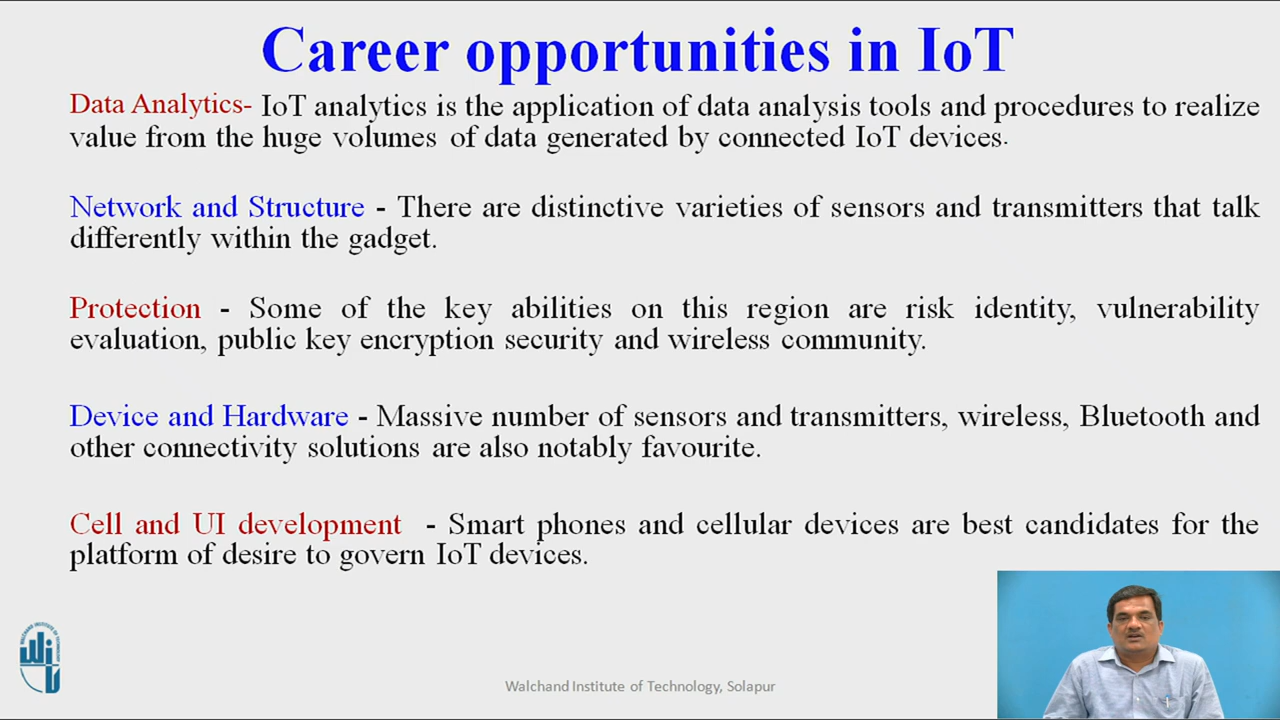 Career opportunities in IoT
Data Analytics- IoT analytics is the application of data analysis tools and procedures to realize
value from the huge volumes of data generated by connected IoT devices.
Network and Structure - There are distinctive varieties of sensors and transmitters that talk
differently within the gadget.
Protection - Some of the key abilities on this region are risk identity, vulnerability
evaluation, public key encryption security and wireless community.
Device and Hardware - Massive number of sensors and transmitters, wireless, Bluetooth and
other connectivity solutions are also notably favourite.
Cell and UI development - Smart phones and cellular devices are best candidates for the
platform of desire to govern IoT devices.
WALCHAND INSTITUTE OF TECHNOLOGY
Walchand Institute of Technology, Solapur